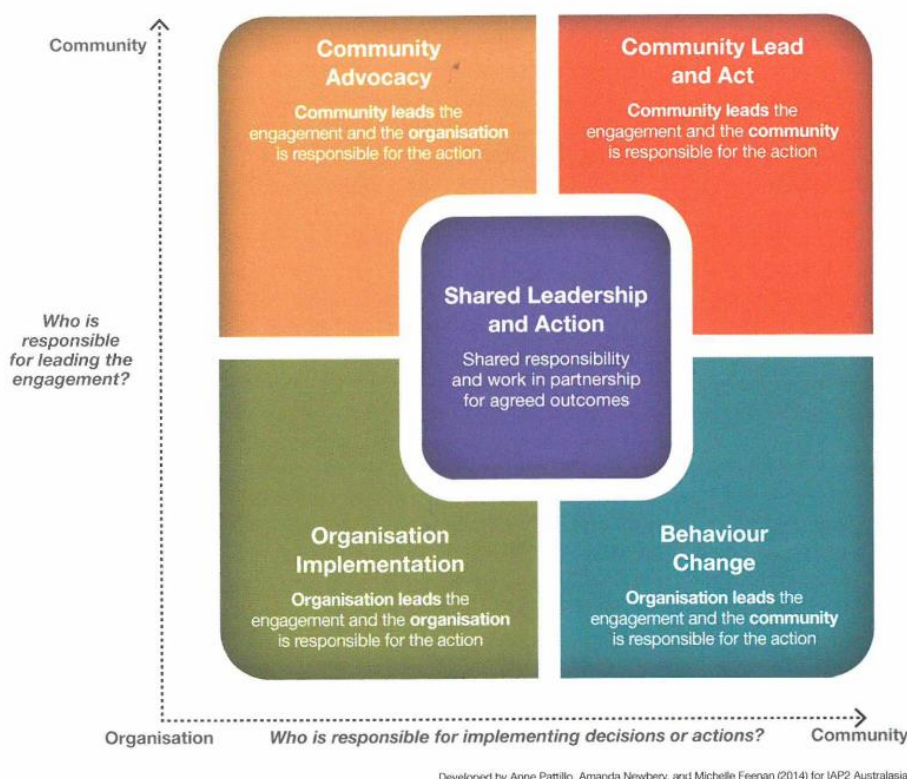 Community
Community
Advocacy
Community leads the
engagement and the organisation
is responsible for the action
Community Lead
and Act
Community leads the
engagement and the community
is responsible for the action
Who is
responsible
for leading the
engagement?
Shared Leadership
and Action
Shared responsibility
and work in partnership
for agreed outcomes
Organisation
Implementation
Organisation leads the
engagement and the organisation
is responsible for the action
Behaviour
Change
Organisation leads the
engagement and the community
is responsible for the action
Organisation
Who is responsible for implementing decisions or actions?
Community
Developed by Anne Pattillo, Amanda Newbery, and Michelle Feenan (2014) for IAP2 Australasia